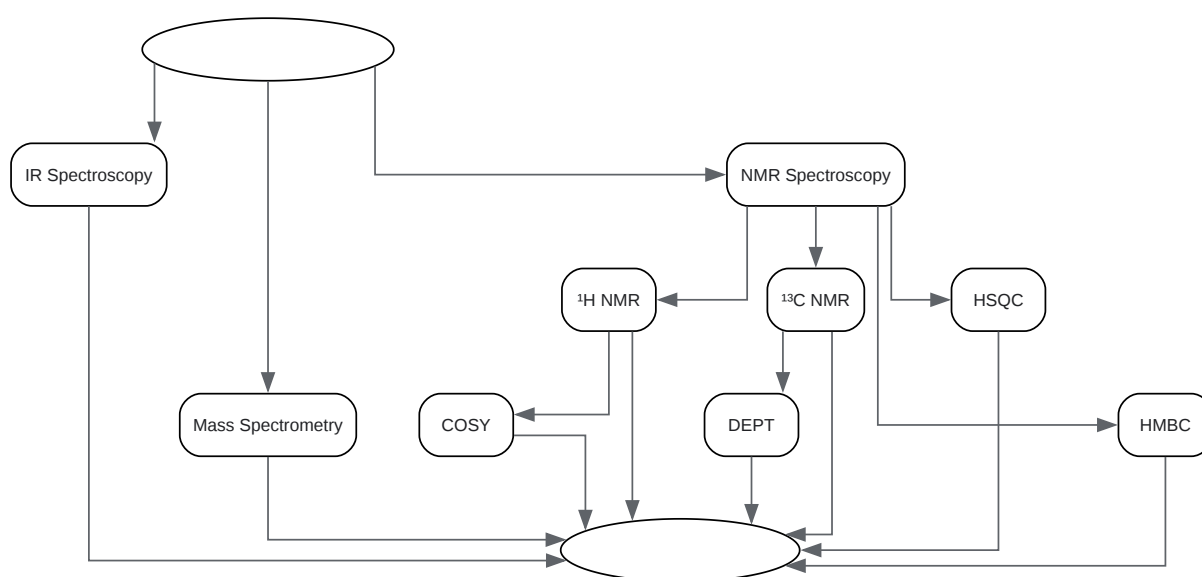 IR Spectroscopy
NMR Spectroscopy
¹H NMR
¹³C NMR
HSQC
Mass Spectrometry
COSY
DEPT
HMBC